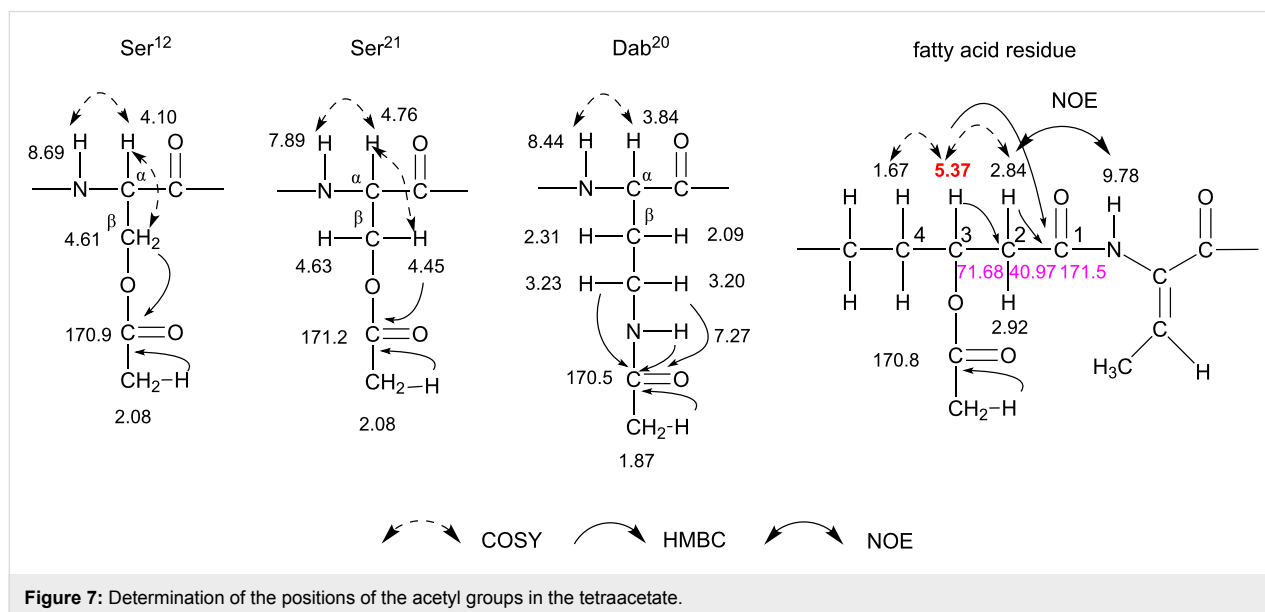 Ser12 Ser21 Dab20 fatty acid residue
NOE
4.10 4.76 3.84
8.69 H H O 7.89 H H O 8.44 H H O 1.67 5.37 2.84 9.78
N C α C N C α C N C α C H H H H O H O
β β β 4 3 2 1
4.61 CH2 H C H 2.31 H C H 2.09 C C C C C N C
4.63 4.45 3.23 H C H 3.20 71.68 40.97 171.5 C
O O N H 7.27 H H O H 2.92 C
170.9 C O 171.2 C O 170.5 C O 170.8 C O H3C H
CH2-H CH2-H CH2-H CH2-H
2.08 2.08 1.87
COSY HMBC NOE
Figure 7: Determination of the positions of the acetyl groups in the tetraacetate.